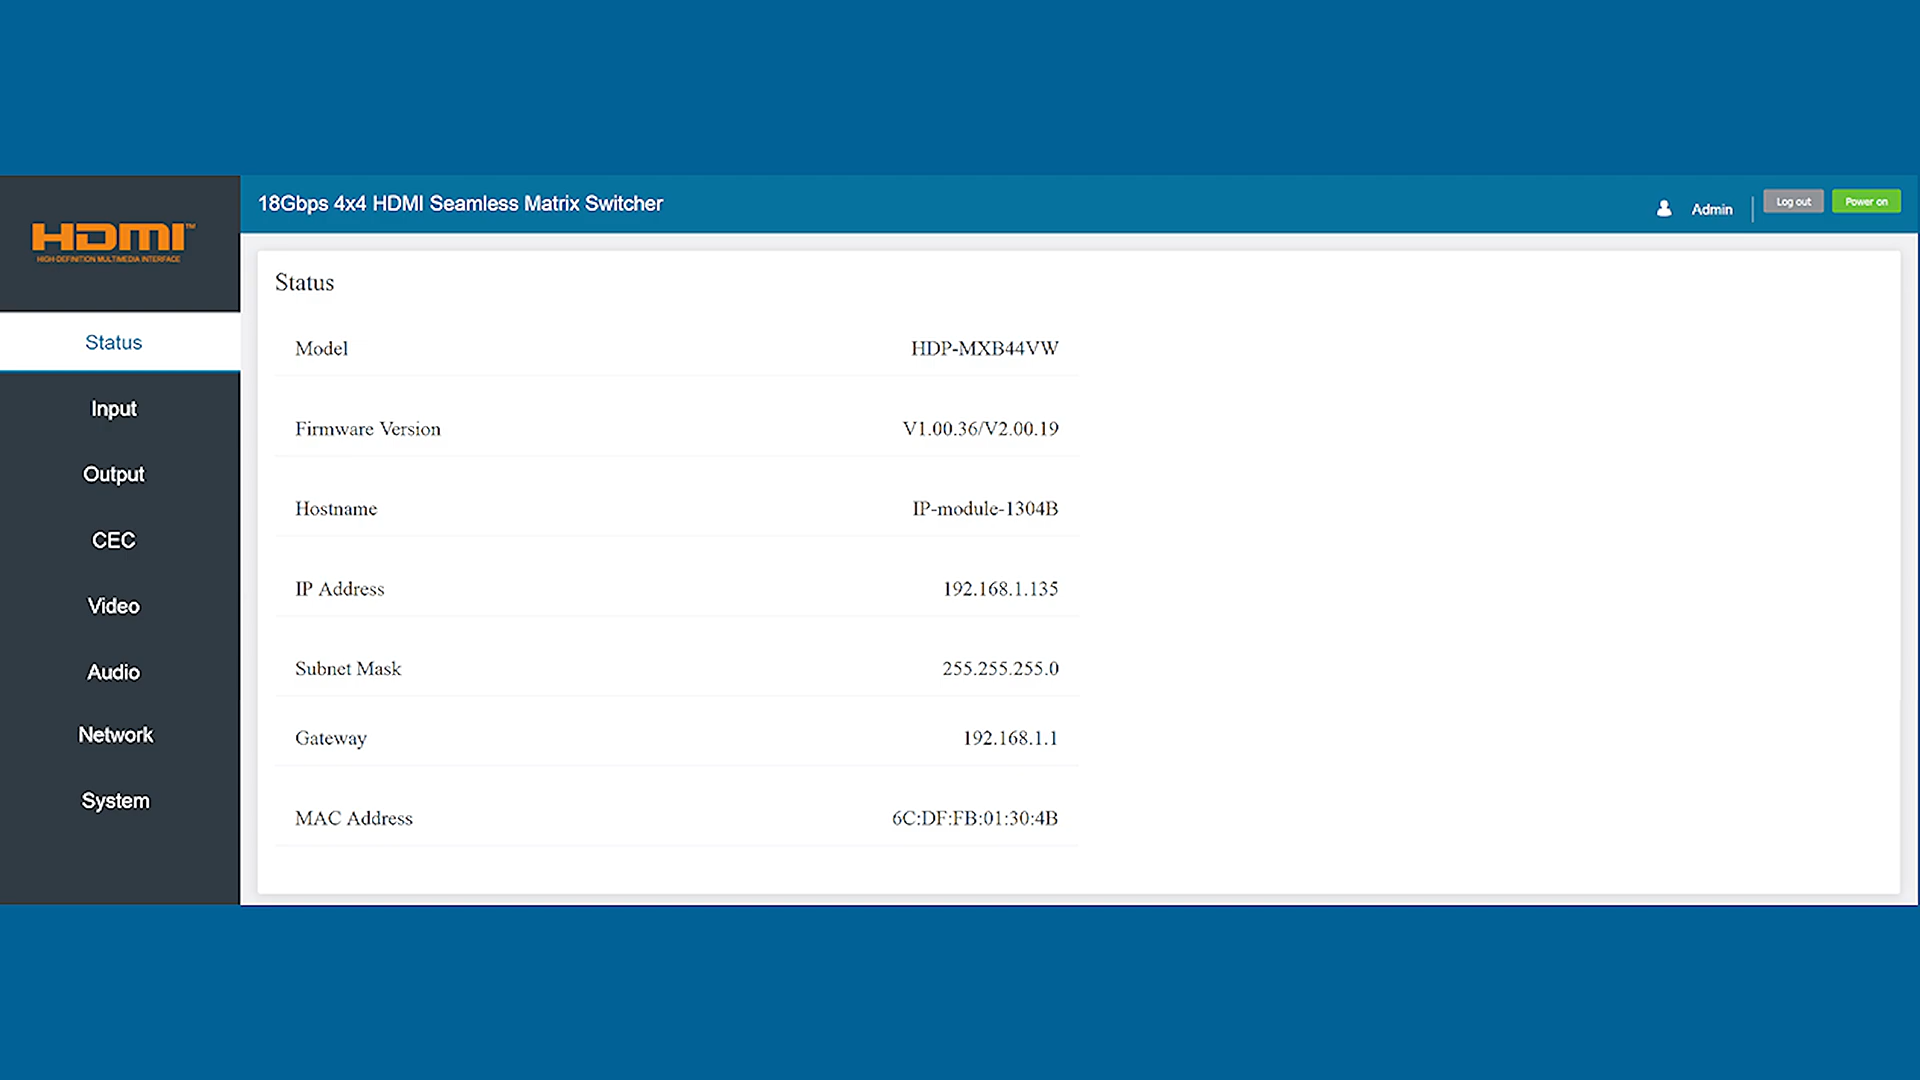 HDMI™
HIGH-DEFINITION MULTIMEDIA INTERFACE
18Gbps 4x4 HDMI Seamless Matrix Switcher
Admin
Log out
Power on
Status
Input
Output
CEC
Video
Audio
Network
System
Status
Model HDP-MXB44VW
Firmware Version V1.00.36/V2.00.19
Hostname IP-module-1304B
IP Address 192.168.1.135
Subnet Mask 255.255.255.0
Gateway 192.168.1.1
MAC Address 6C:DF:FB:01:30:4B